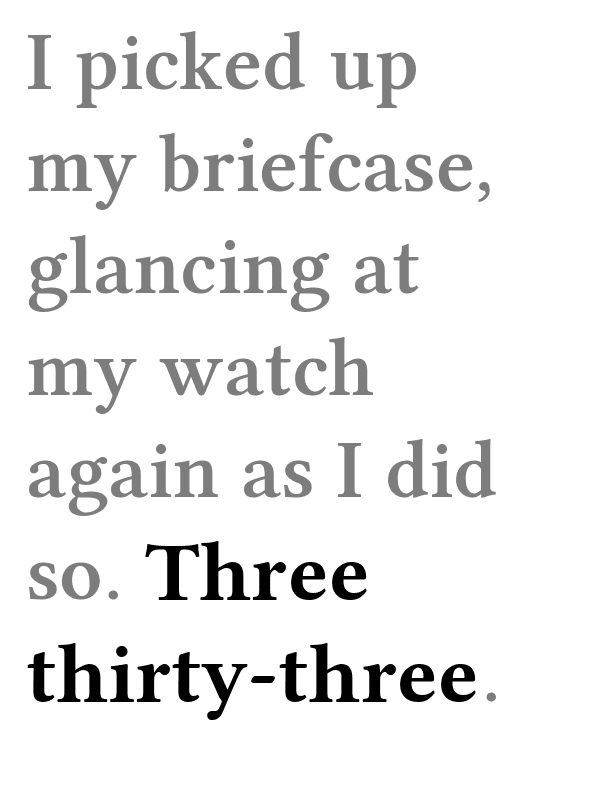 I picked up
my briefcase,
glancing at
my watch
again as I did
so. Three
thirty-three.